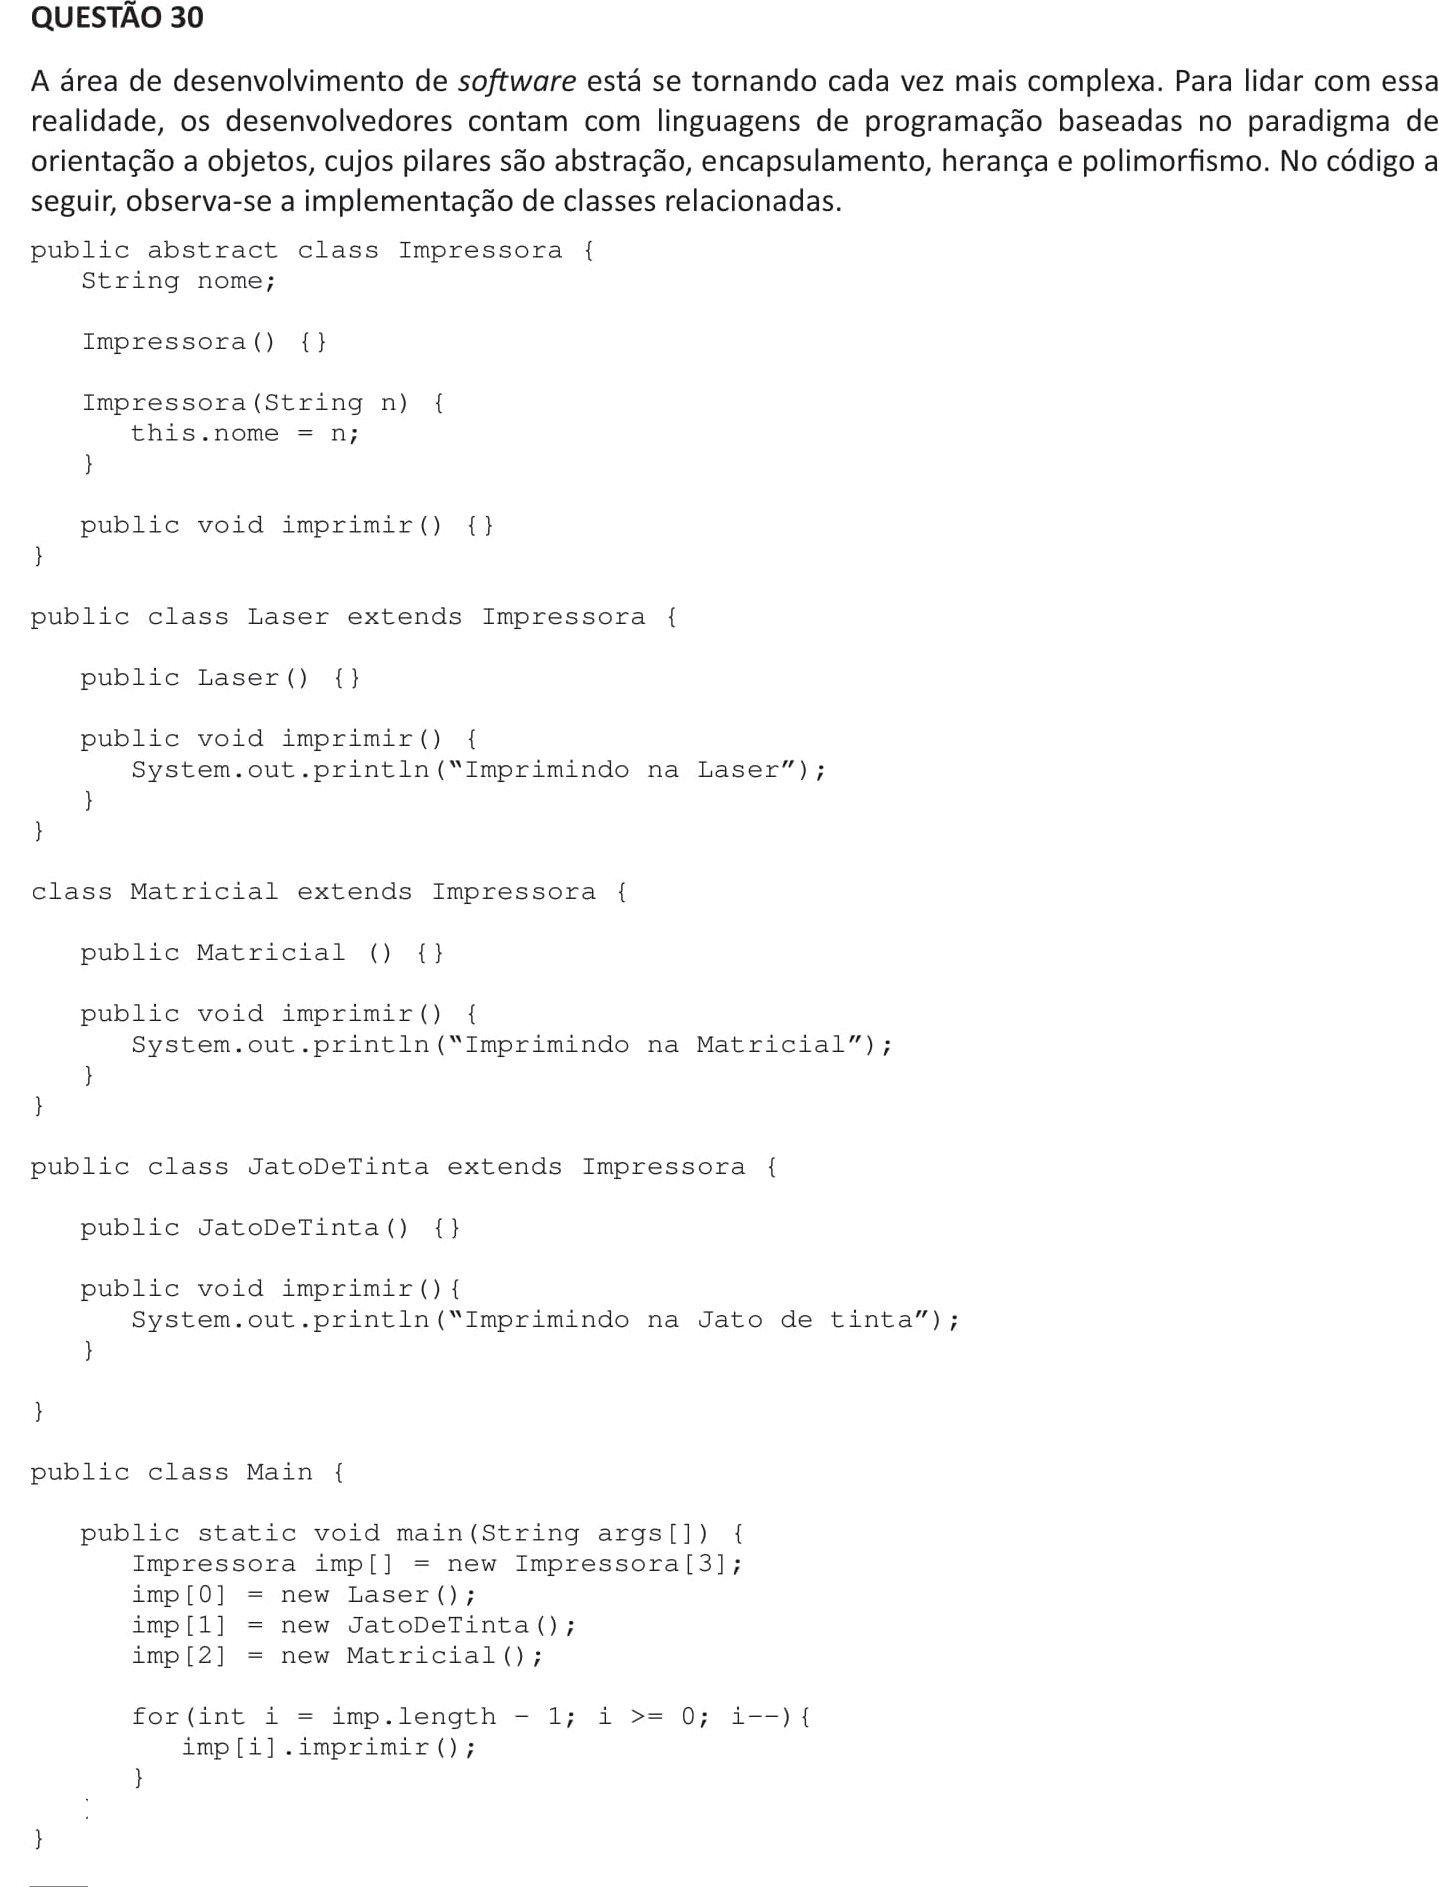 QUESTÃO 30
A área de desenvolvimento de software está se tornando cada vez mais complexa. Para lidar com essa
realidade, os desenvolvedores contam com linguagens de programação baseadas no paradigma de
orientação a objetos, cujos pilares são abstração, encapsulamento, herança e polimorfismo. No código a
seguir, observa-se a implementação de classes relacionadas.
public abstract class Impressora {
   String nome;
   Impressora() {}
   Impressora(String n) {
      this.nome = n;
   }
   public void imprimir() {}
}
public class Laser extends Impressora {
   public Laser() {}
   public void imprimir() {
      System.out.println(“Imprimindo na Laser”);
   }
}
class Matricial extends Impressora {
   public Matricial () {}
   public void imprimir() {
      System.out.println(“Imprimindo na Matricial”);
   }
}
public class JatoDeTinta extends Impressora {
   public JatoDeTinta() {}
   public void imprimir(){
      System.out.println(“Imprimindo na Jato de tinta”);
   }
}
public class Main {
   public static void main(String args[]) {
      Impressora imp[] = new Impressora[3];
      imp[0] = new Laser();
      imp[1] = new JatoDeTinta();
      imp[2] = new Matricial();
      for(int i = imp.length - 1; i >= 0; i--){
         imp[i].imprimir();
      }
}